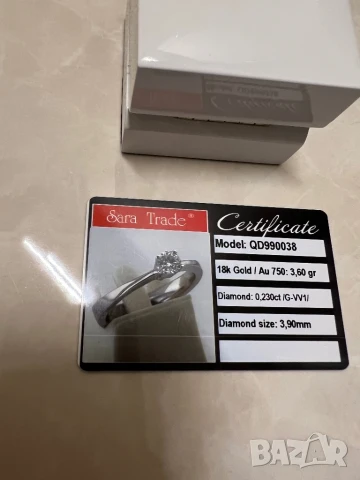 Sara Trade®
Certificate
Model: QD990038
18k Gold / Au 750: 3,60 gr
Diamond: 0,230ct /G-VV1/
Diamond size: 3,90mm
BAZAR